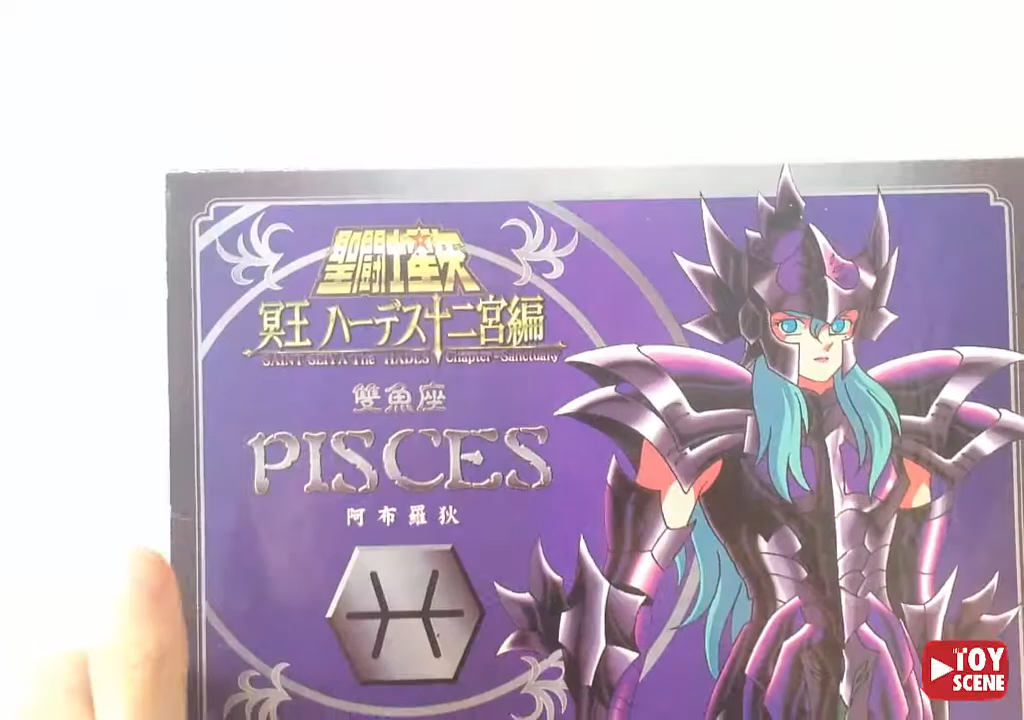 聖闘士星矢
冥王 ハーデス十二宮編
SAINT SEIYA The HADES Chapter-Sanctuary
雙魚座
PISCES
阿布羅狄
TOY
SCENE